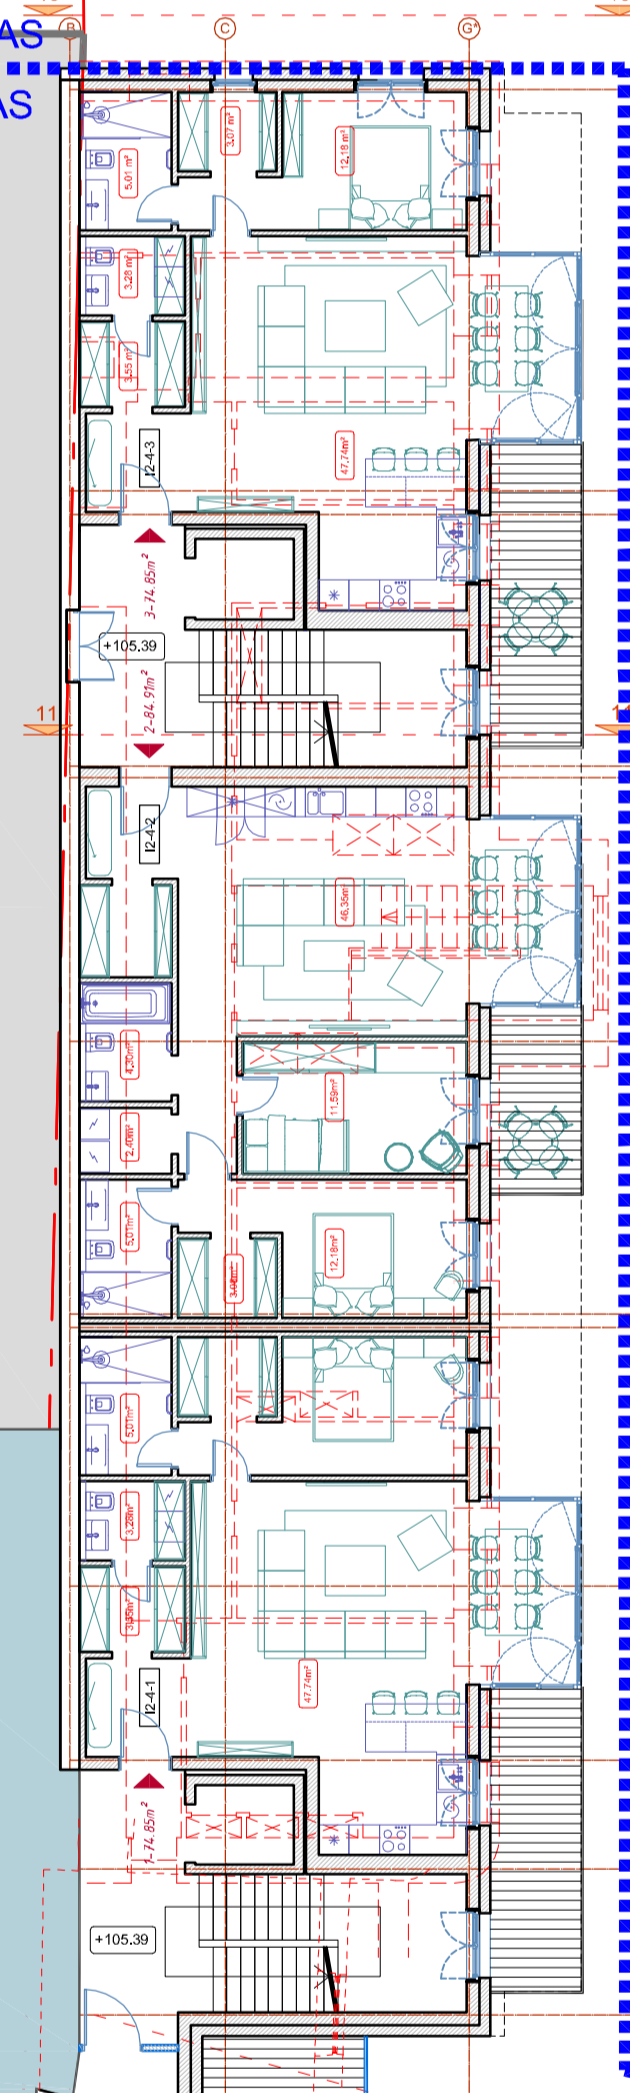 AS
B
C
G*
AS
3.07 m²
12.18 m²
5.01 m²
3.28 m²
3.55 m²
I2-4-3
47.74m²
3-74.85m²
+105.39
2-84.91m²
11
I2-4-2
46.35m²
4.30m²
11.59m²
2.40m²
5.01m²
12.18m²
5.01m²
3.28m²
47.74m²
I2-4-1
1-74.85m²
+105.39